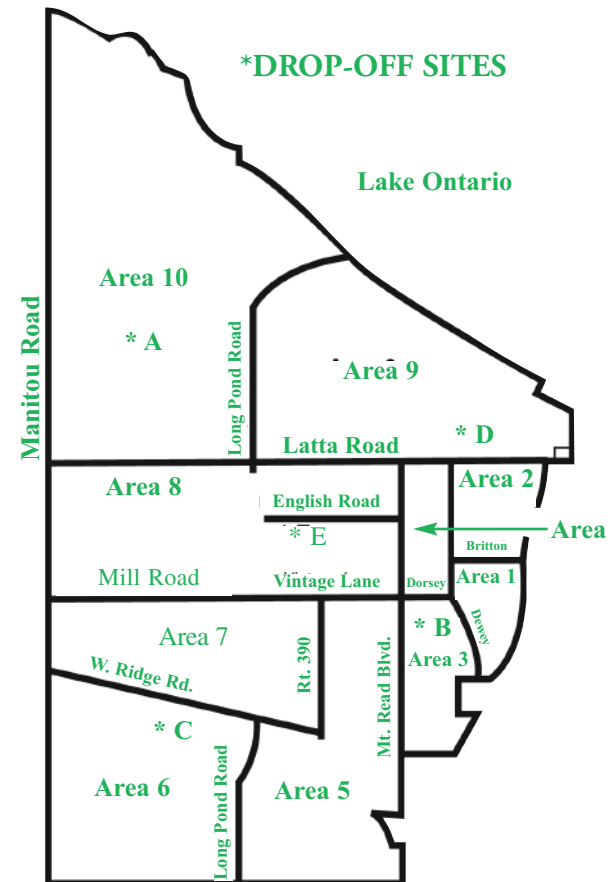 *DROP-OFF SITES
Lake Ontario
Area 10
* A
Manitou Road
Long Pond Road
Area 9
* D
Latta Road
Area 8
Area 2
English Road
* E
Area
Britton
Mill Road
Vintage Lane
Dorsey
Area 1
* B
Dewey
Area 7
Rt. 390
Area 3
W. Ridge Rd.
Mt. Read Blvd.
* C
Long Pond Road
Area 6
Area 5